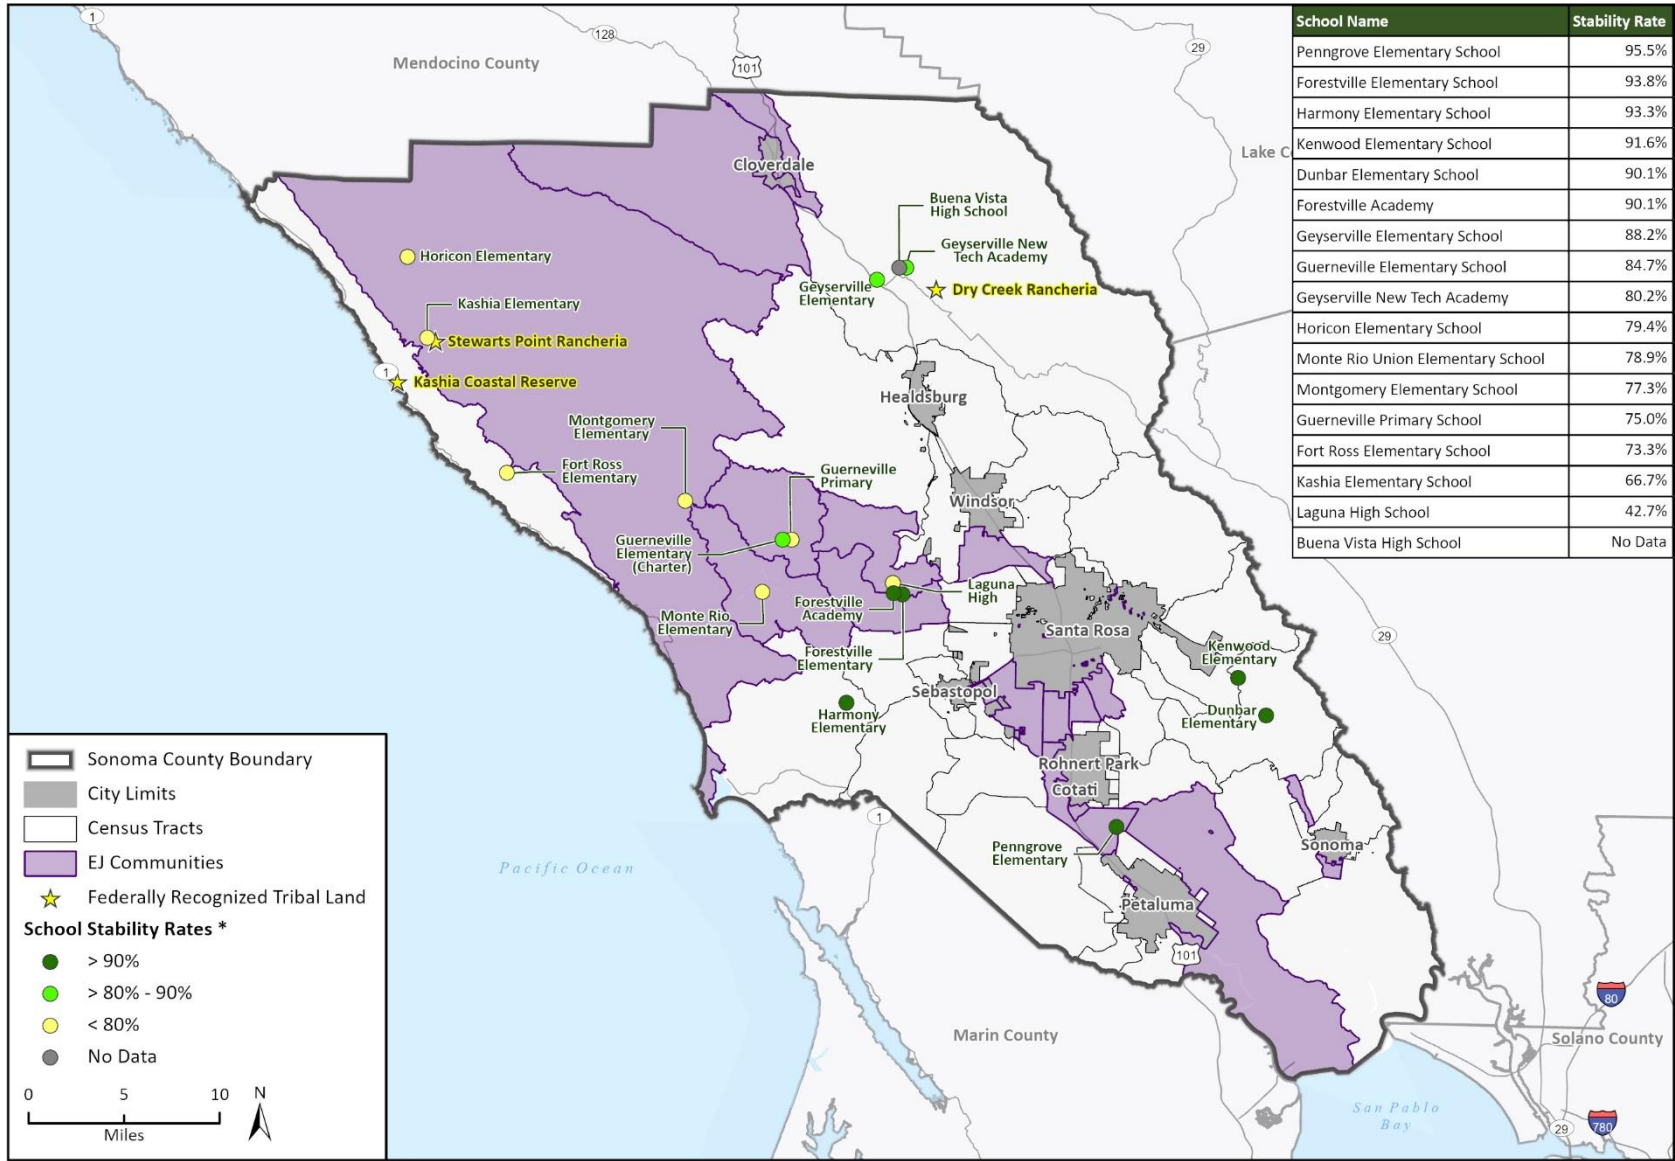 1
128
101
29
Mendocino County
Lake C
School Name Stability Rate
Penngrove Elementary School 95.5%
Forestville Elementary School 93.8%
Harmony Elementary School 93.3%
Kenwood Elementary School 91.6%
Dunbar Elementary School 90.1%
Forestville Academy 90.1%
Geyserville Elementary School 88.2%
Guerneville Elementary School 84.7%
Geyserville New Tech Academy 80.2%
Horicon Elementary School 79.4%
Monte Rio Union Elementary School 78.9%
Montgomery Elementary School 77.3%
Guerneville Primary School 75.0%
Fort Ross Elementary School 73.3%
Kashia Elementary School 66.7%
Laguna High School 42.7%
Buena Vista High School No Data
Cloverdale
Buena Vista
High School
Geyserville New
Tech Academy
Horicon Elementary
Geyserville
Elementary
Dry Creek Rancheria
Kashia Elementary
Stewarts Point Rancheria
1
Kashia Coastal Reserve
Healdsburg
Montgomery
Elementary
Fort Ross
Elementary
Guerneville
Primary
Windsor
Guerneville
Elementary
(Charter)
Laguna
High
Forestville
Academy
Monte Rio
Elementary
Santa Rosa
29
Forestville
Elementary
Kenwood
Elementary
Sebastopol
Harmony
Elementary
Dunbar
Elementary
Rohnert Park
Cotati
1
Penngrove
Elementary
Sonoma
Petaluma
101
Pacific Ocean
Marin County
80
Solano County
San Pablo
Bay
29
780
Sonoma County Boundary
City Limits
Census Tracts
EJ Communities
Federally Recognized Tribal Land
School Stability Rates *
> 90%
> 80% - 90%
< 80%
No Data
0 5 10
Miles
N